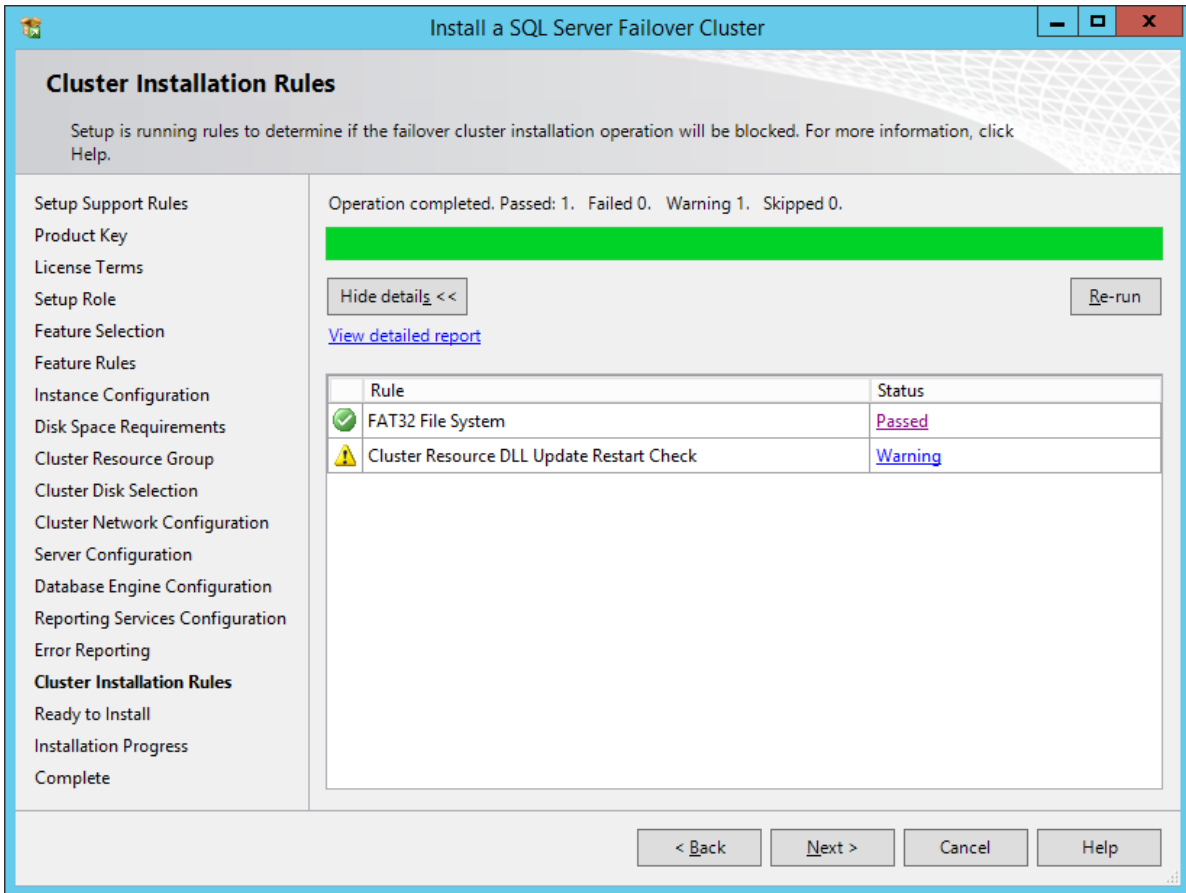 Install a SQL Server Failover Cluster
Cluster Installation Rules
Setup is running rules to determine if the failover cluster installation operation will be blocked. For more information, click
Help.
Setup Support Rules
Product Key
License Terms
Setup Role
Feature Selection
Feature Rules
Instance Configuration
Disk Space Requirements
Cluster Resource Group
Cluster Disk Selection
Cluster Network Configuration
Server Configuration
Database Engine Configuration
Reporting Services Configuration
Error Reporting
Cluster Installation Rules
Ready to Install
Installation Progress
Complete
Operation completed. Passed: 1. Failed 0. Warning 1. Skipped 0.
Hide details <<
Re-run
View detailed report
Rule Status
FAT32 File System Passed
Cluster Resource DLL Update Restart Check Warning
< Back Next > Cancel Help